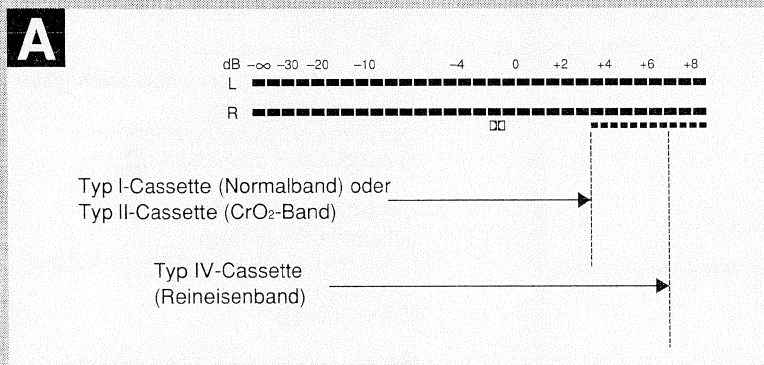 A
dB –∞ –30 –20 –10 –4 0 +2 +4 +6 +8
L
R
Typ I-Cassette (Normalband) oder
Typ II-Cassette (CrO₂-Band)
Typ IV-Cassette
(Reineisenband)